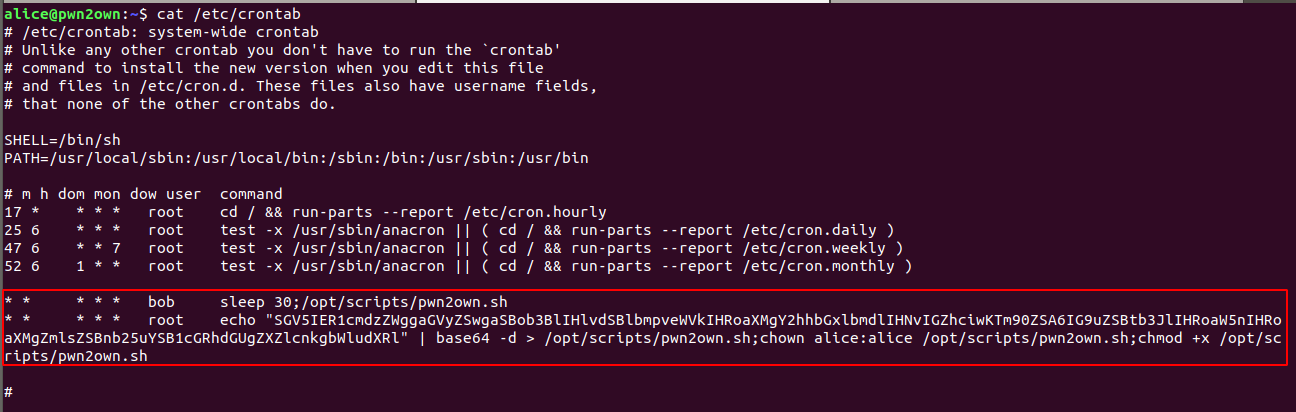 alice@pwn2own:~$ cat /etc/crontab
# /etc/crontab: system-wide crontab
# Unlike any other crontab you don't have to run the `crontab'
# command to install the new version when you edit this file
# and files in /etc/cron.d. These files also have username fields,
# that none of the other crontabs do.

SHELL=/bin/sh
PATH=/usr/local/sbin:/usr/local/bin:/sbin:/bin:/usr/sbin:/usr/bin

# m h dom mon dow user  command
17 *    * * *   root    cd / && run-parts --report /etc/cron.hourly
25 6    * * *   root    test -x /usr/sbin/anacron || ( cd / && run-parts --report /etc/cron.daily )
47 6    * * 7   root    test -x /usr/sbin/anacron || ( cd / && run-parts --report /etc/cron.weekly )
52 6    1 * *   root    test -x /usr/sbin/anacron || ( cd / && run-parts --report /etc/cron.monthly )

* *     * * *   bob     sleep 30;/opt/scripts/pwn2own.sh
* *     * * *   root    echo "SGV5IER1cmdzZWggaGVyZSwgaSBob3BlIHlvdSBlbmpveWVkIHRoaXMgY2hhbGxlbmdlIHNvIGZhciwKTm90ZSA6IG9uZSBtb3JlIHRoaW5nIHRo
aXMgZmlsZSBnb25uYSB1cGRhdGUgZXZlcnkgbWludXRl" | base64 -d > /opt/scripts/pwn2own.sh;chown alice:alice /opt/scripts/pwn2own.sh;chmod +x /opt/sc
ripts/pwn2own.sh

#